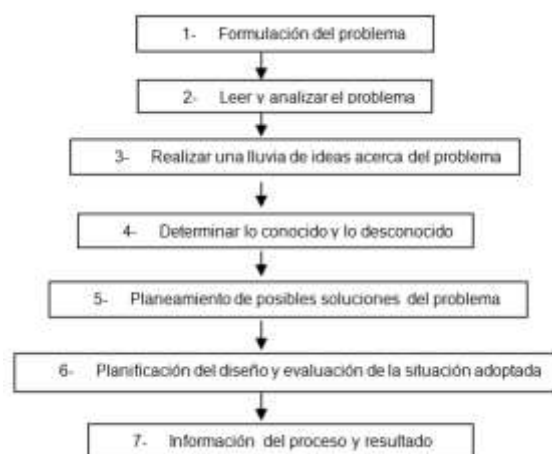 1- Formulación del problema
2- Leer y analizar el problema
3- Realizar una lluvia de ideas acerca del problema
4- Determinar lo conocido y lo desconocido
5- Planeamiento de posibles soluciones del problema
6- Planificación del diseño y evaluación de la situación adoptada
7- Información del proceso y resultado